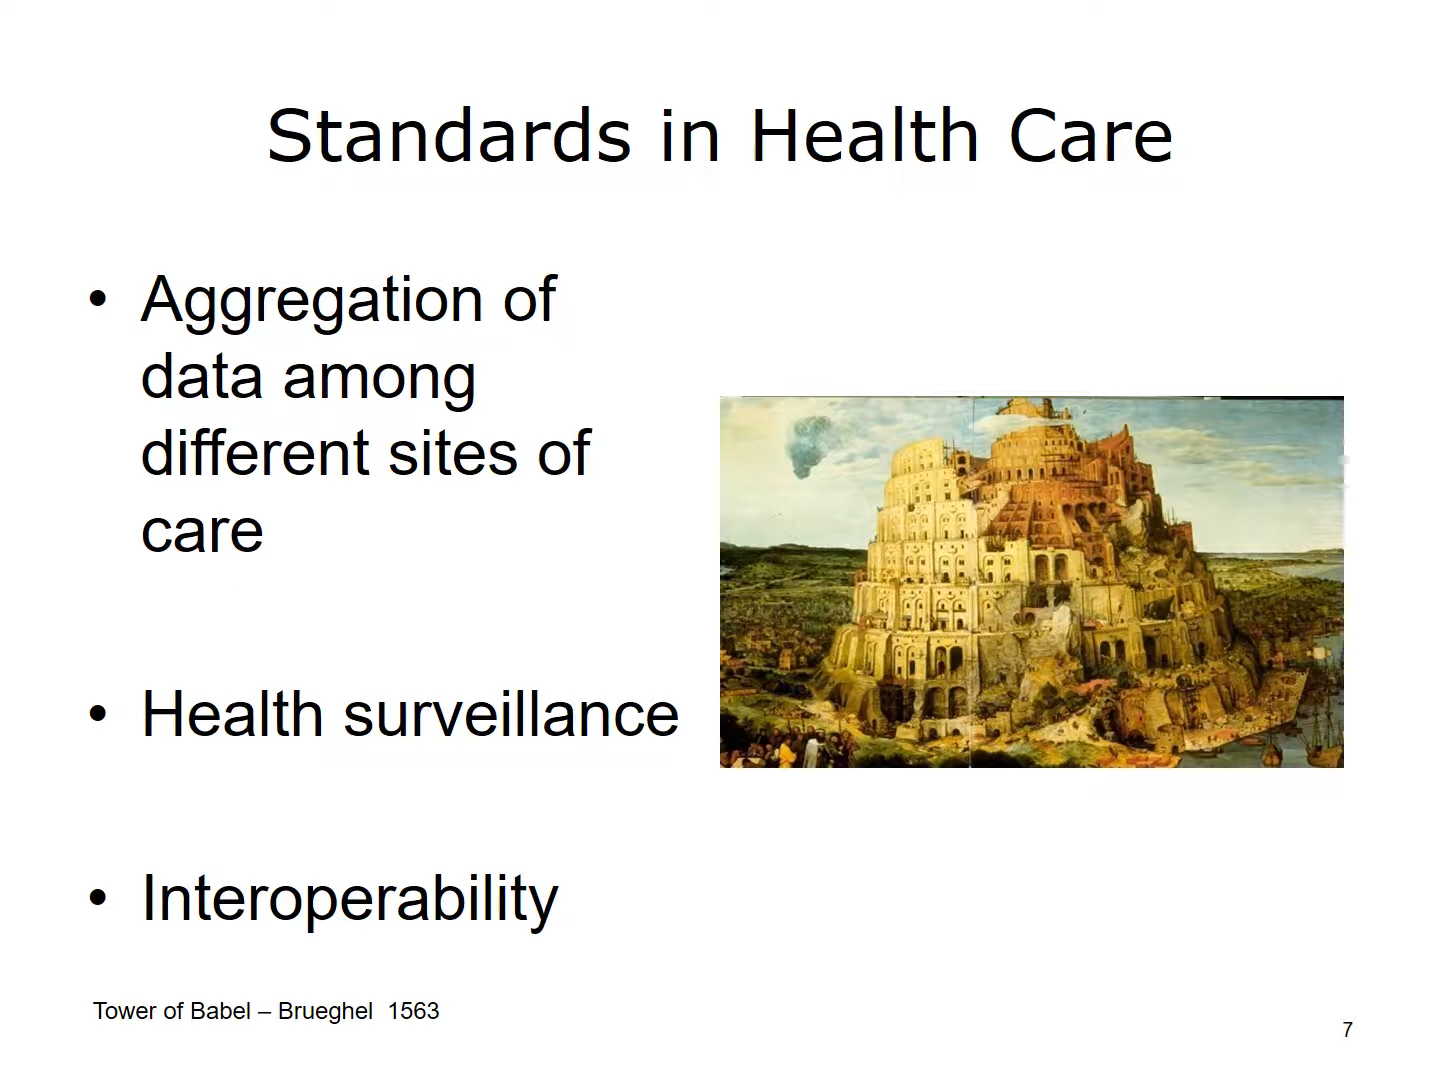 Standards in Health Care
• Aggregation of
data among
different sites of
care
• Health surveillance
• Interoperability
Tower of Babel – Brueghel 1563
7